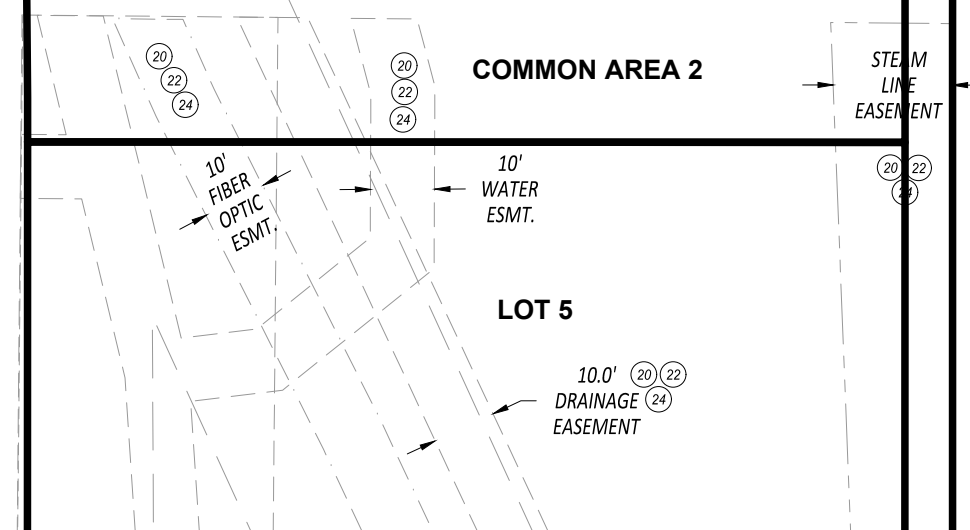 20
22
24
20
22
24
COMMON AREA 2
STEAM
LINE
EASEMENT
10'
FIBER
OPTIC
ESMT.
10'
WATER
ESMT.
20 22
24
LOT 5
10.0' 20 22
DRAINAGE 24
EASEMENT